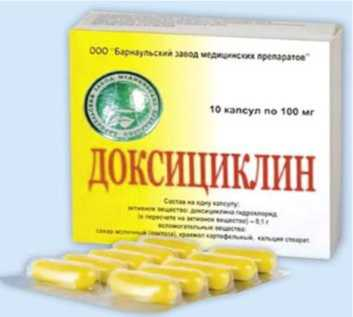 ООО "Барнаульский завод медицинских препаратов"
10 капсул по 100 мг
ДОКСИЦИКЛИН
Состав на одну капсулу:
активное вещество: доксициклина гидрохлорид
(в пересчете на активное вещество) – 0,1 г
вспомогательные вещества:
сахар молочный (лактоза), крахмал картофельный, кальция стеарат.